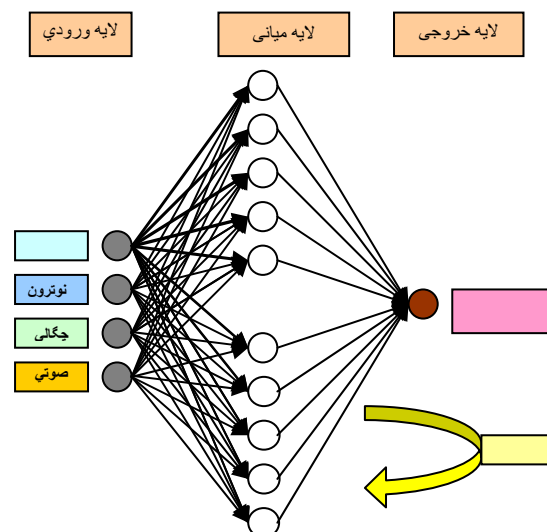 لایه ورودي
لایه میانی
لایه خروجی
نوترون
چگالی
صوتي